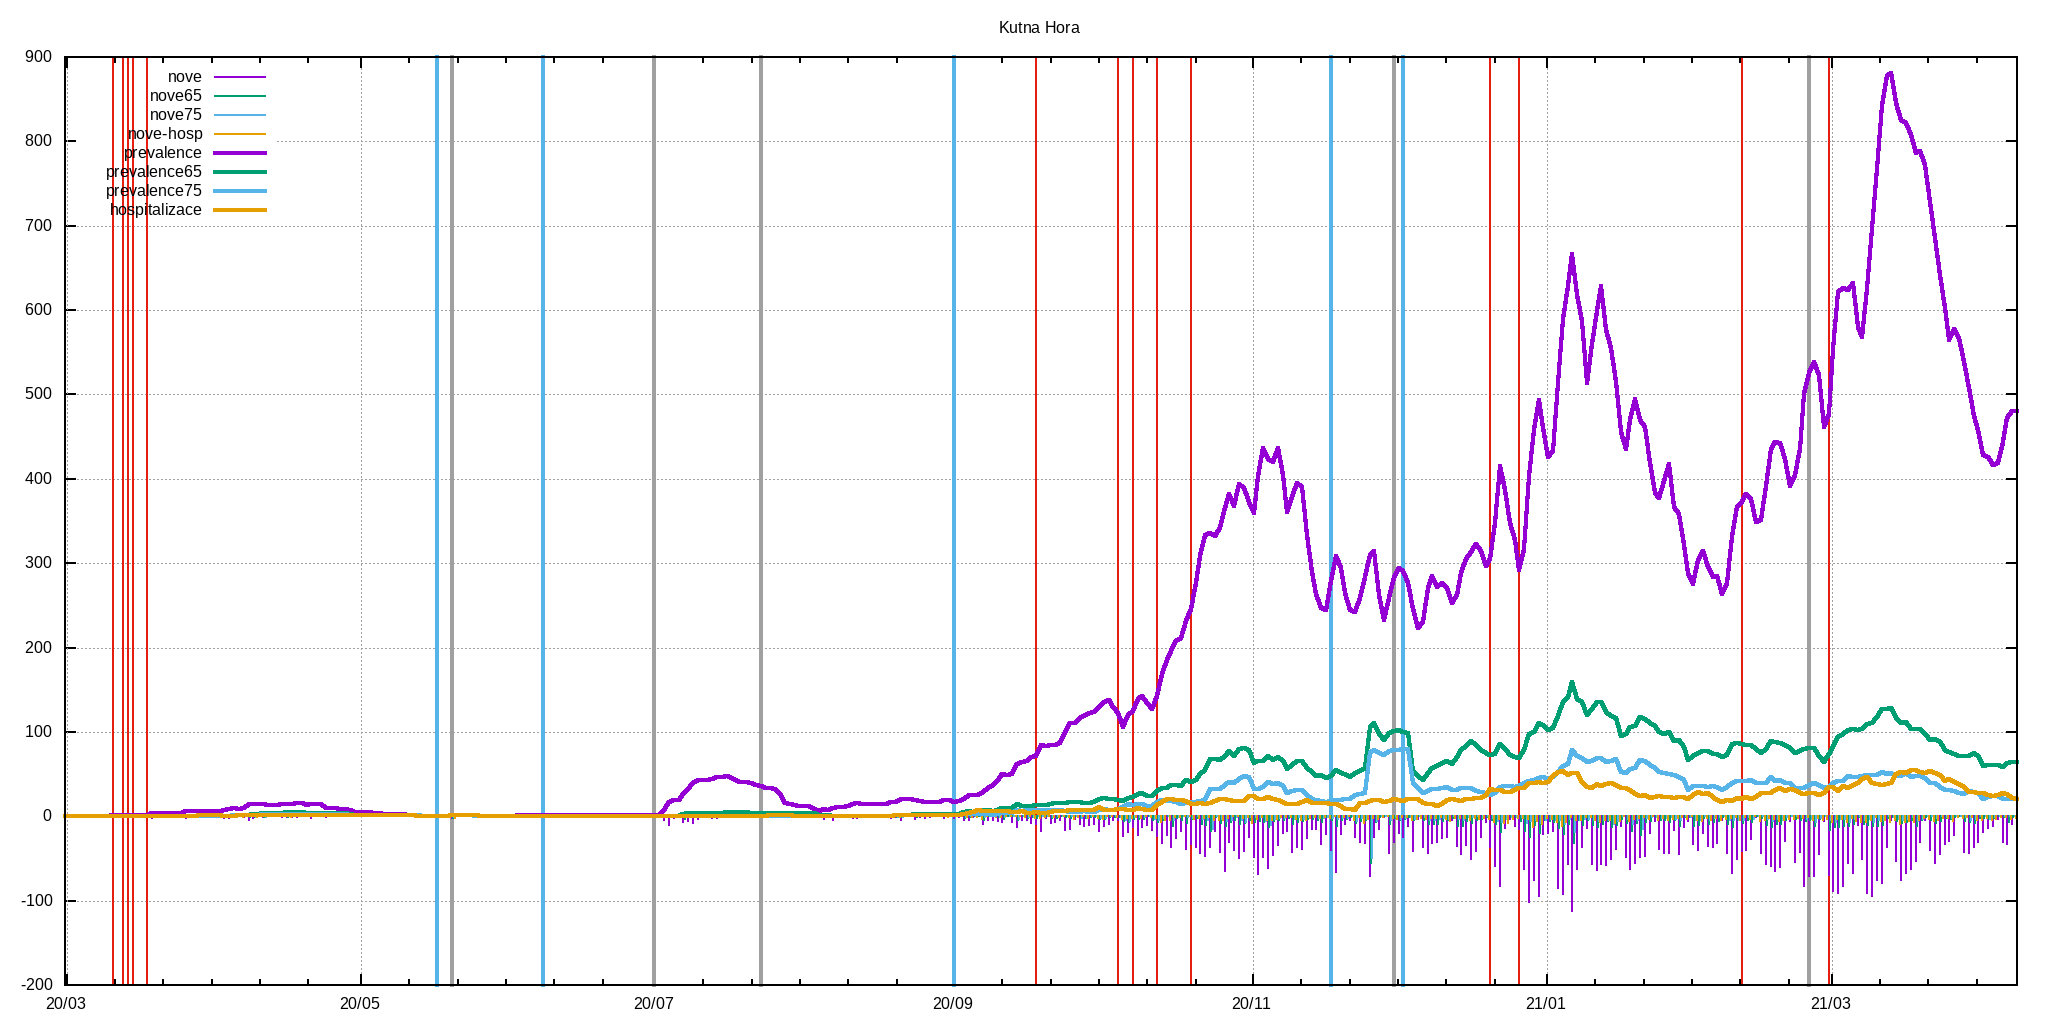 Kutna Hora
900
800
700
600
500
400
300
200
100
0
-100
-200
nove
nove65
nove75
nove-hosp
prevalence
prevalence65
prevalence75
hospitalizace
20/03 20/05 20/07 20/09 20/11 21/01 21/03